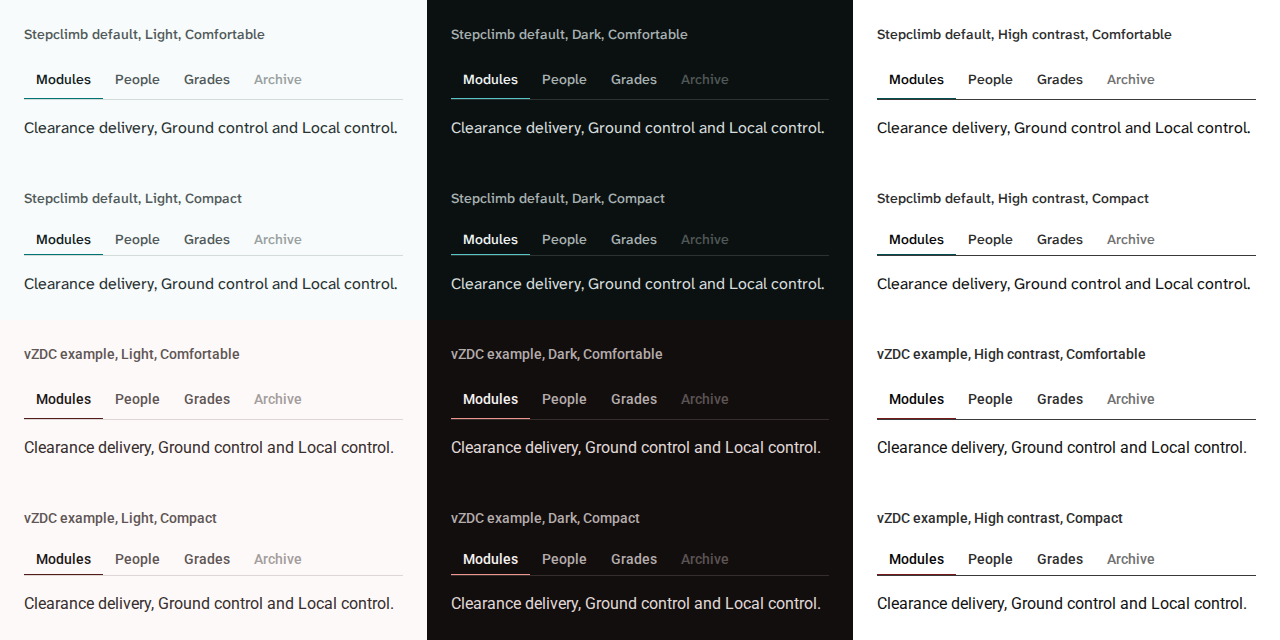 Stepclimb default, Light, Comfortable
Modules People Grades Archive
Clearance delivery, Ground control and Local control.
Stepclimb default, Light, Compact
Modules People Grades Archive
Clearance delivery, Ground control and Local control.
vZDC example, Light, Comfortable
Modules People Grades Archive
Clearance delivery, Ground control and Local control.
vZDC example, Light, Compact
Modules People Grades Archive
Clearance delivery, Ground control and Local control.
Stepclimb default, Dark, Comfortable
Modules People Grades Archive
Clearance delivery, Ground control and Local control.
Stepclimb default, Dark, Compact
Modules People Grades Archive
Clearance delivery, Ground control and Local control.
vZDC example, Dark, Comfortable
Modules People Grades Archive
Clearance delivery, Ground control and Local control.
vZDC example, Dark, Compact
Modules People Grades Archive
Clearance delivery, Ground control and Local control.
Stepclimb default, High contrast, Comfortable
Modules People Grades Archive
Clearance delivery, Ground control and Local control.
Stepclimb default, High contrast, Compact
Modules People Grades Archive
Clearance delivery, Ground control and Local control.
vZDC example, High contrast, Comfortable
Modules People Grades Archive
Clearance delivery, Ground control and Local control.
vZDC example, High contrast, Compact
Modules People Grades Archive
Clearance delivery, Ground control and Local control.